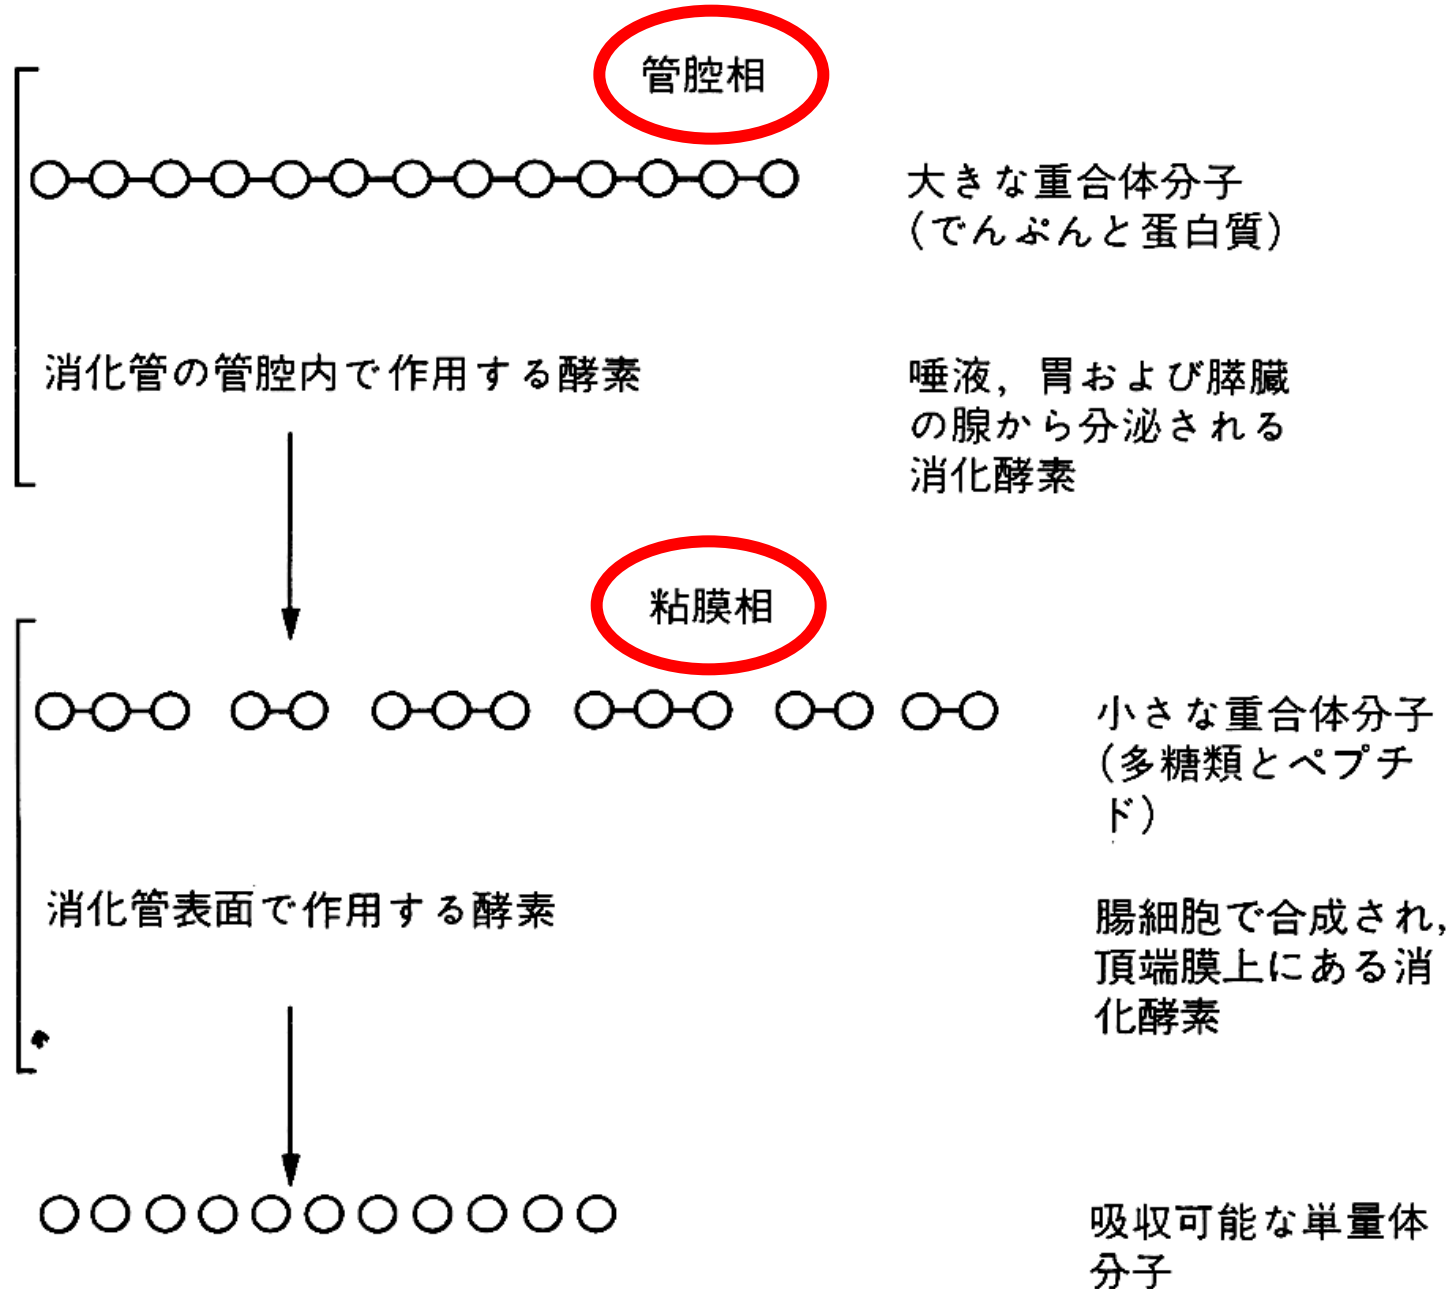 管腔相
大きな重合体分子
(でんぷんと蛋白質)
消化管の管腔内で作用する酵素
唾液,胃および膵臓
の腺から分泌される
消化酵素
粘膜相
小さな重合体分子
(多糖類とペプチ
ド)
消化管表面で作用する酵素
腸細胞で合成され,
頂端膜上にある消
化酵素
吸収可能な単量体
分子